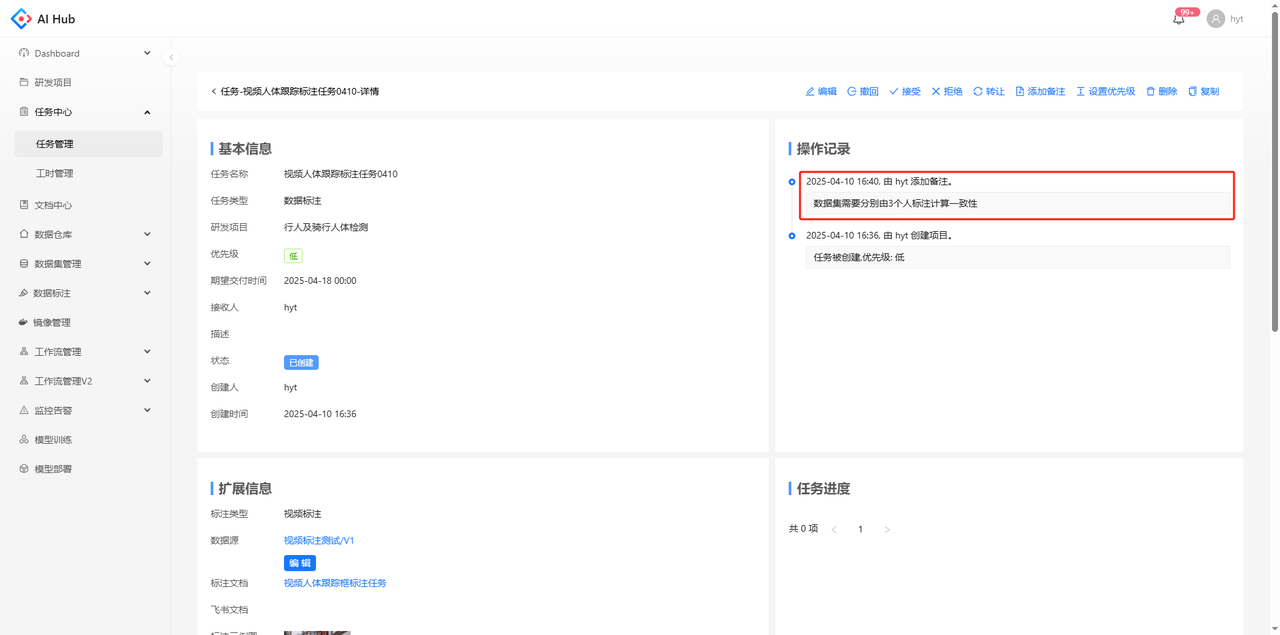 AI Hub
99+
hyt
Dashboard
研发项目
任务中心
任务管理
工时管理
文档中心
数据仓库
数据集管理
数据标注
镜像管理
工作流管理
工作流管理V2
监控告警
模型训练
模型部署
任务-视频人体跟踪标注任务0410-详情
编辑 撤回 接受 拒绝 转让 添加备注 设置优先级 删除 复制
基本信息
任务名称 视频人体跟踪标注任务0410
任务类型 数据标注
研发项目 行人及骑行人体检测
优先级 低
期望交付时间 2025-04-18 00:00
接收人 hyt
描述
状态 已创建
创建人 hyt
创建时间 2025-04-10 16:36
操作记录
2025-04-10 16:40, 由 hyt 添加备注。
数据集需要分别由3个人标注计算一致性
2025-04-10 16:36, 由 hyt 创建项目。
任务被创建,优先级: 低
扩展信息
标注类型 视频标注
数据源 视频标注测试/V1
编 辑
标注文档 视频人体跟踪框标注任务
飞书文档
任务进度
共 0 项 1